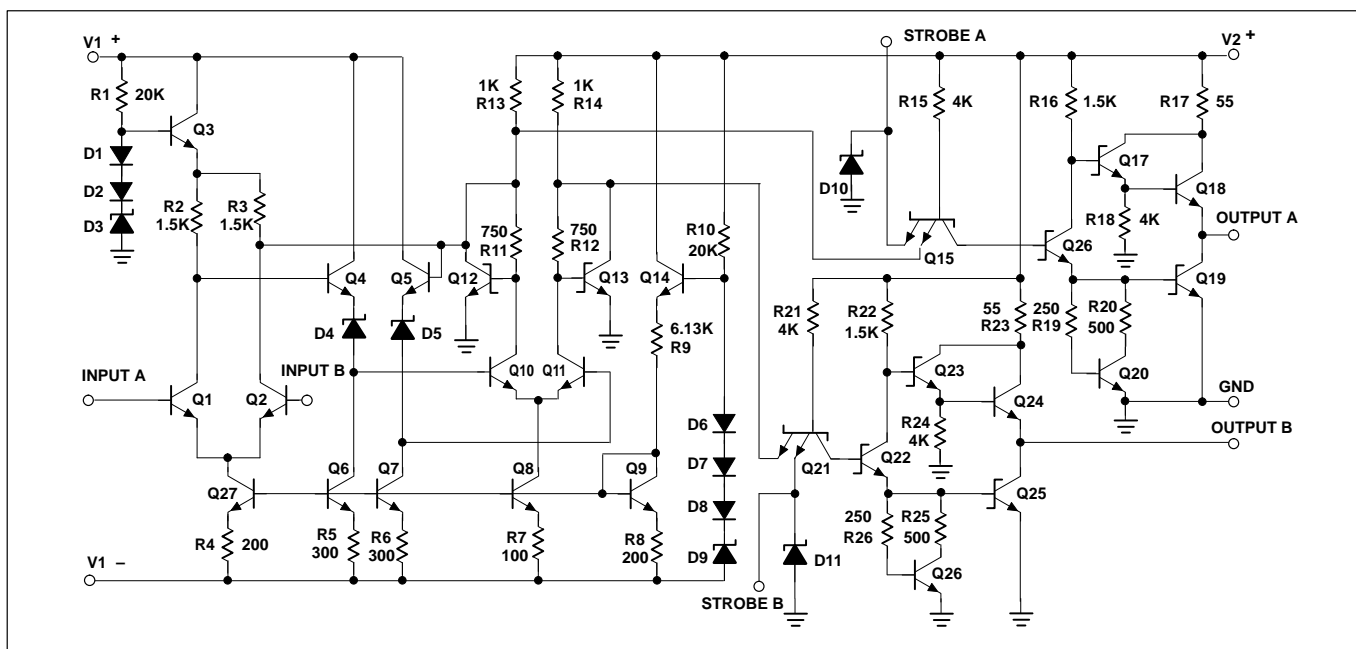 V1 +
STROBE A
V2 +
R1 20K
1K
R13
1K
R14
R15 4K
R16 1.5K
R17 55
Q3
D1
D2
D3
D10
Q17
Q18
R2
1.5K
R3
1.5K
750
R11
750
R12
R10
20K
R18 4K
OUTPUT A
Q4
Q5
Q12
Q13
Q14
Q15
Q26
Q19
D4
D5
6.13K
R9
R21
4K
R22
1.5K
55
R23
250
R19
R20
500
INPUT A
INPUT B
Q1
Q2
Q10
Q11
Q23
Q20
GND
Q24
R24
4K
OUTPUT B
D6
D7
D8
D9
Q21
Q22
Q27
Q6
Q7
Q8
Q9
Q25
R4 200
R5
300
R6
300
R7
100
R8
200
250
R26
R25
500
V1 –
D11
Q26
STROBE B